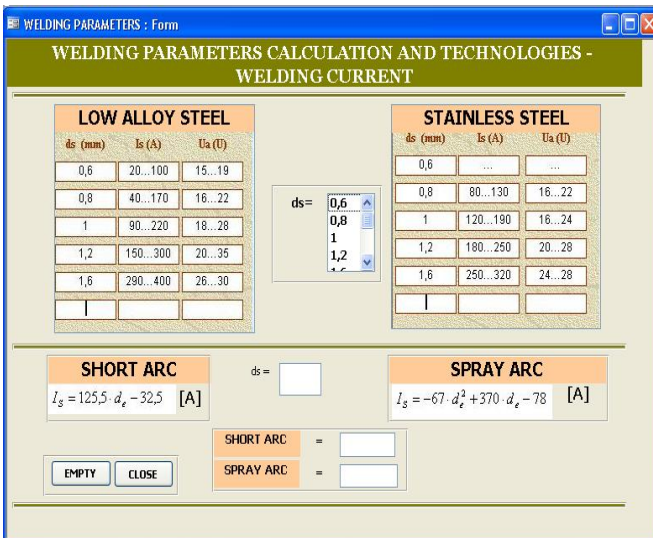 WELDING PARAMETERS : Form
WELDING PARAMETERS CALCULATION AND TECHNOLOGIES -
WELDING CURRENT
LOW ALLOY STEEL
ds (mm) Is (A) Ua (U)
0,6 20...100 15...19
0,8 40...170 16...22
1 90...220 18...28
1,2 150...300 20...35
1,6 290...400 26...30
ds=
0,6
0,8
1
1,2
1,6
STAINLESS STEEL
ds (mm) Is (A) Ua (U)
0,6 ... ...
0,8 80...130 16...22
1 120...190 16...24
1,2 180...250 20...28
1,6 250...320 24...28
SHORT ARC
I_S = 125,5 · d_e − 32,5 [A]
ds =
SPRAY ARC
I_S = −67 · d_e² + 370 · d_e − 78 [A]
SHORT ARC =
SPRAY ARC =
EMPTY CLOSE